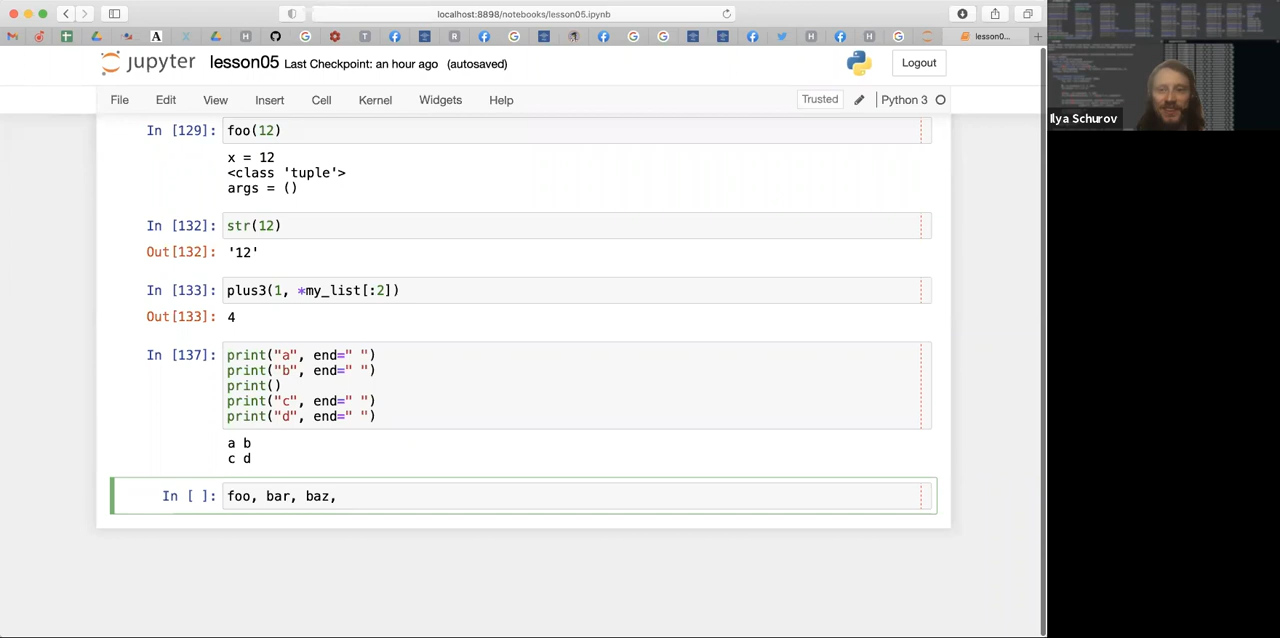 localhost:8898/notebooks/lesson05.ipynb
lesson0...
jupyter lesson05 Last Checkpoint: an hour ago (autosaved)
Logout
File Edit View Insert Cell Kernel Widgets Help
Trusted Python 3
In [129]: foo(12)
x = 12
<class 'tuple'>
args = ()
In [132]: str(12)
Out[132]: '12'
In [133]: plus3(1, *my_list[:2])
Out[133]: 4
In [137]: print("a", end=" ")
print("b", end=" ")
print()
print("c", end=" ")
print("d", end=" ")
a b
c d
In [ ]: foo, bar, baz,
Ilya Schurov